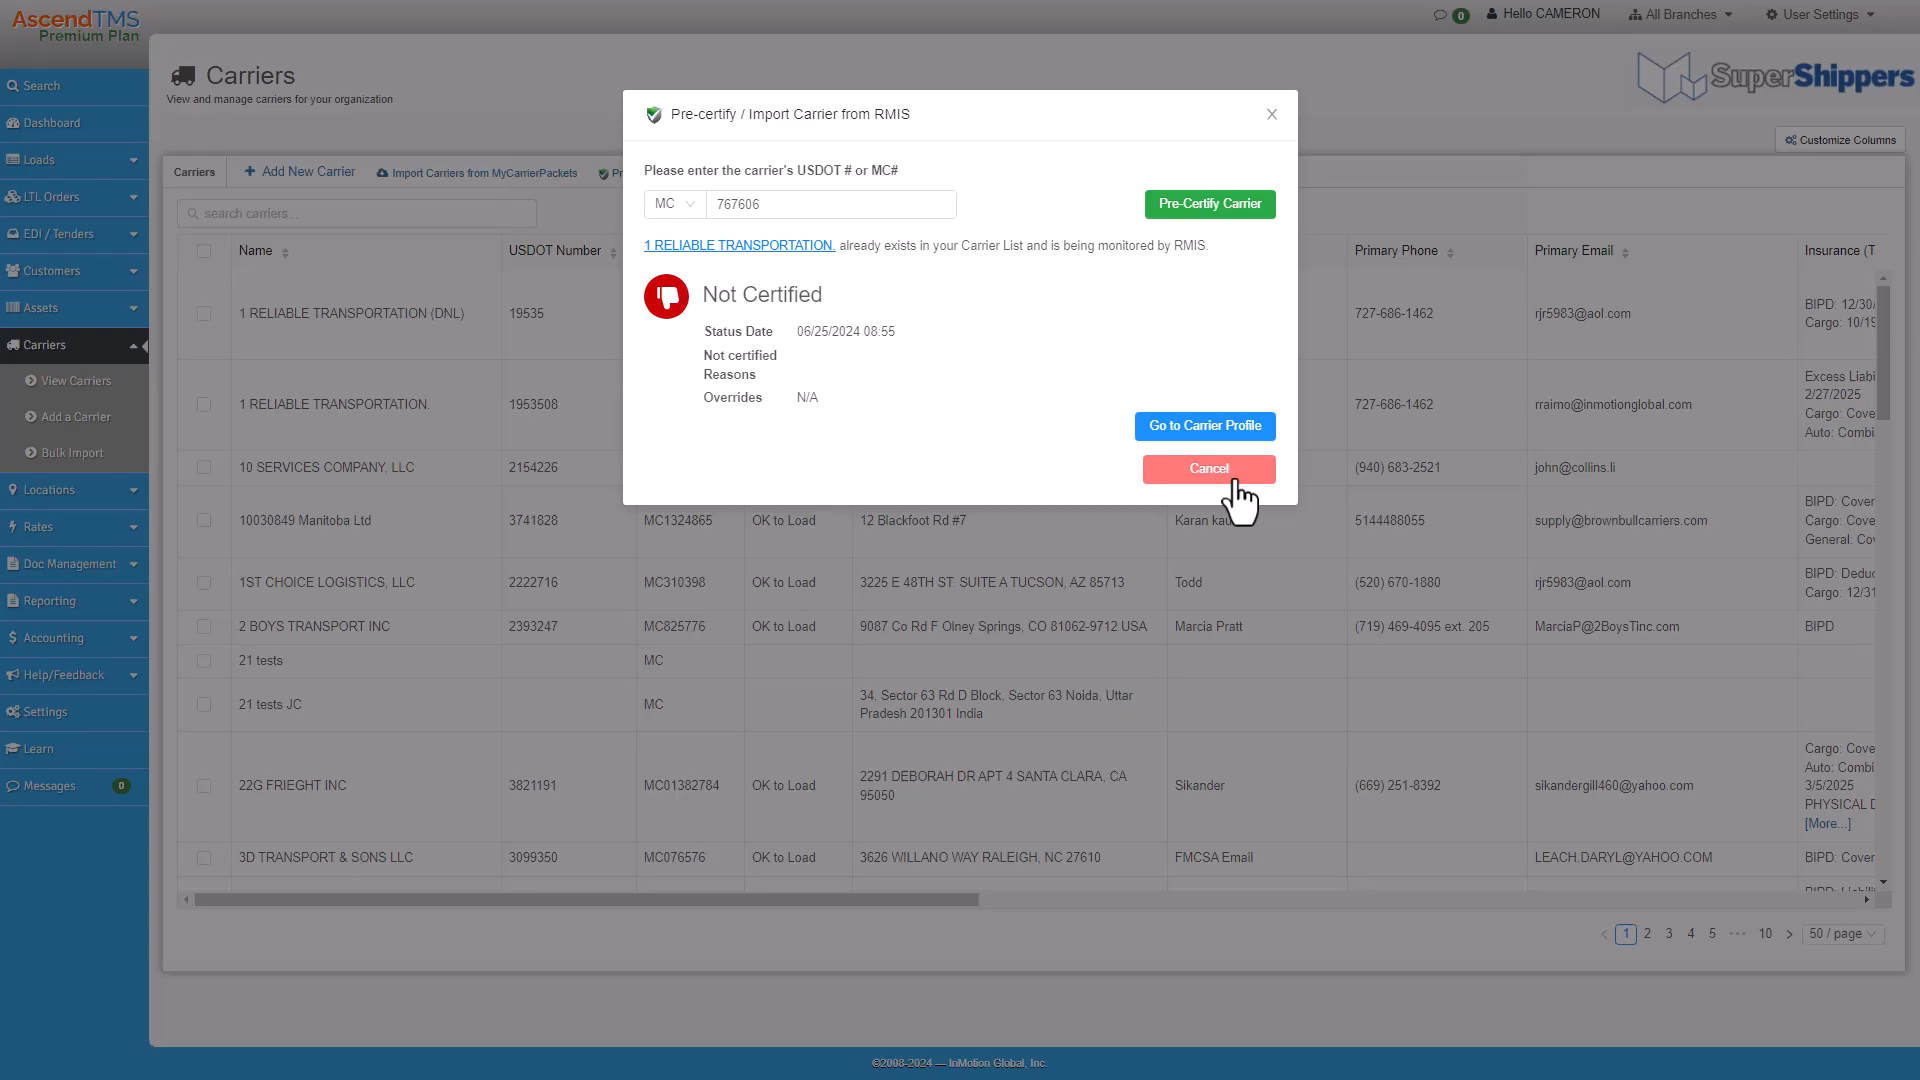 AscendTMS
Premium Plan
0
Hello CAMERON
All Branches
User Settings
Search
Dashboard
Loads
LTL Orders
EDI / Tenders
Customers
Assets
Carriers
View Carriers
Add a Carrier
Bulk Import
Locations
Rates
Doc Management
Reporting
Accounting
Help/Feedback
Settings
Learn
Messages 0
Carriers
View and manage carriers for your organization
SuperShippers
Customize Columns
Carriers
Add New Carrier
Import Carriers from MyCarrierPackets
search carriers...
Pre-certify / Import Carrier from RMIS
Please enter the carrier's USDOT # or MC#
MC 767606
Pre-Certify Carrier
1 RELIABLE TRANSPORTATION. already exists in your Carrier List and is being monitored by RMIS.
Not Certified
Status Date 06/25/2024 08:55
Not certified
Reasons
Overrides N/A
Go to Carrier Profile
Cancel
Name USDOT Number Primary Phone Primary Email Insurance (T
1 RELIABLE TRANSPORTATION (DNL) 19535 727-686-1462 rjr5983@aol.com
BIPD: 12/30/
Cargo: 10/19
1 RELIABLE TRANSPORTATION. 1953508 727-686-1462 rraimo@inmotionglobal.com
Excess Liabi
2/27/2025
Cargo: Cove
Auto: Combi
10 SERVICES COMPANY, LLC 2154226 (940) 683-2521 john@collins.li
10030849 Manitoba Ltd 3741828 MC1324865 OK to Load 12 Blackfoot Rd #7 Karan 5144488055 supply@brownbullcarriers.com
BIPD: Cover
Cargo: Cove
General: Cov
1ST CHOICE LOGISTICS, LLC 2222716 MC310398 OK to Load 3225 E 48TH ST. SUITE A TUCSON, AZ 85713 Todd (520) 670-1880 rjr5983@aol.com
BIPD: Deduc
Cargo: 12/31
2 BOYS TRANSPORT INC 2393247 MC825776 OK to Load 9087 Co Rd F Olney Springs, CO 81062-9712 USA Marcia Pratt (719) 469-4095 ext. 205 MarciaP@2BoysTinc.com BIPD
21 tests MC
21 tests JC MC
34, Sector 63 Rd D Block, Sector 63 Noida, Uttar
Pradesh 201301 India
22G FRIEGHT INC 3821191 MC01382784 OK to Load
2291 DEBORAH DR APT 4 SANTA CLARA, CA
95050
Sikander (669) 251-8392 sikandergill460@yahoo.com
Cargo: Cove
Auto: Combi
3/5/2025
PHYSICAL D
[More...]
3D TRANSPORT & SONS LLC 3099350 MC076576 OK to Load 3626 WILLANO WAY RALEIGH, NC 27610 FMCSA Email LEACH.DARYL@YAHOO.COM BIPD: Cover
1 2 3 4 5 ••• 10 50 / page
©2008-2024 — InMotion Global, Inc.